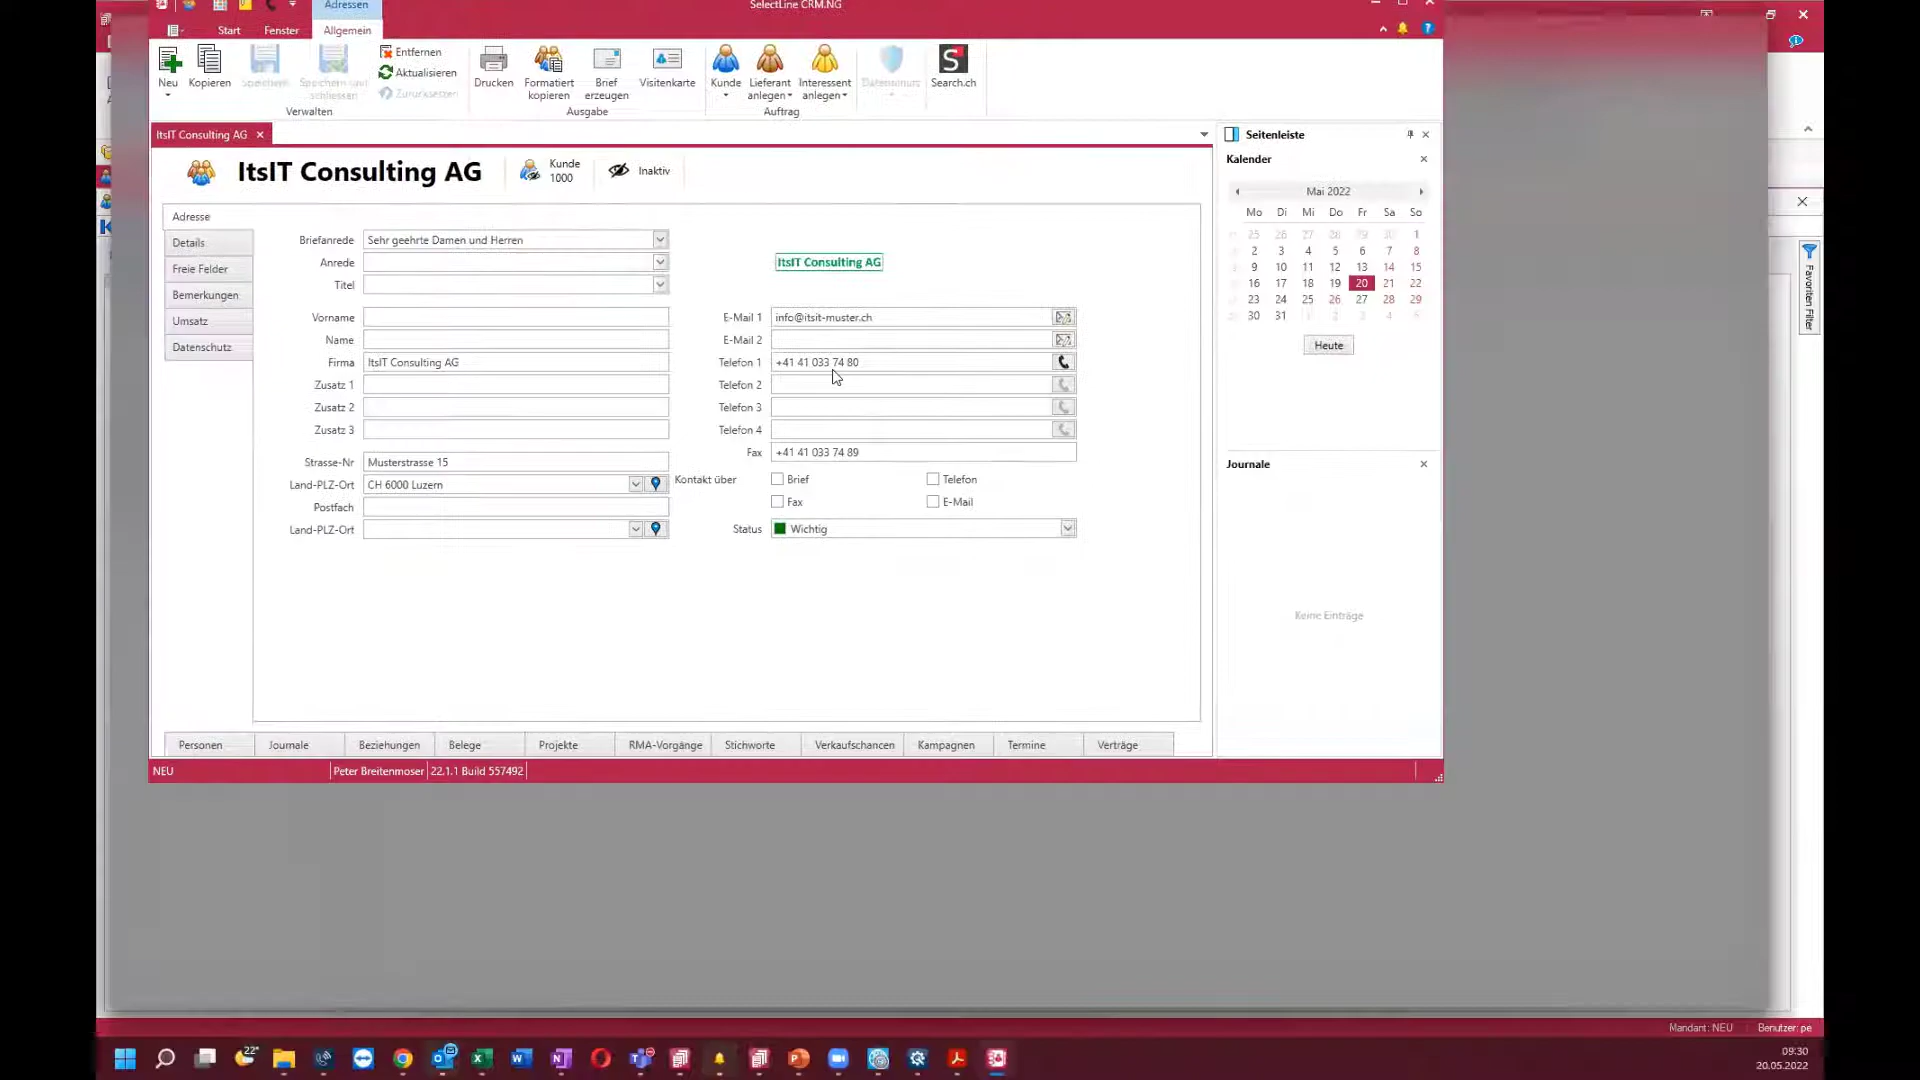 Adressen
SelectLine CRM.NG
Start Fenster Allgemein
Neu
Kopieren
Speichern
Speichern und schliessen
Entfernen
Aktualisieren
Zurücksetzen
Drucken
Formatiert kopieren
Brief erzeugen
Visitenkarte
Kunde
Lieferant anlegen
Interessent anlegen
Search.ch
Verwalten
Ausgabe
Auftrag
ItsIT Consulting AG
Seitenleiste
Kalender
ItsIT Consulting AG
Kunde
1000
Inaktiv
Mai 2022
Mo Di Mi Do Fr Sa So
25 26 27 28 29 30 1
2 3 4 5 6 7 8
9 10 11 12 13 14 15
16 17 18 19 20 21 22
23 24 25 26 27 28 29
30 31 1 2 3 4 5
Heute
Journale
Keine Einträge
Adresse
Details
Freie Felder
Bemerkungen
Umsatz
Datenschutz
Briefanrede Sehr geehrte Damen und Herren
Anrede
Titel
Vorname
Name
Firma ItsIT Consulting AG
Zusatz 1
Zusatz 2
Zusatz 3
Strasse-Nr Musterstrasse 15
Land-PLZ-Ort CH 6000 Luzern
Postfach
Land-PLZ-Ort
ItsIT Consulting AG
E-Mail 1 info@itsit-muster.ch
E-Mail 2
Telefon 1 +41 41 033 74 80
Telefon 2
Telefon 3
Telefon 4
Fax +41 41 033 74 89
Kontakt über Brief Telefon
Fax E-Mail
Status Wichtig
Personen Journale Beziehungen Belege Projekte RMA-Vorgänge Stichworte Verkaufschancen Kampagnen Termine Verträge
NEU Peter Breitenmoser 22.1.1 Build 557492
Favoriten Filter
Mandant: NEU Benutzer: pe
22°
09:30
20.05.2022